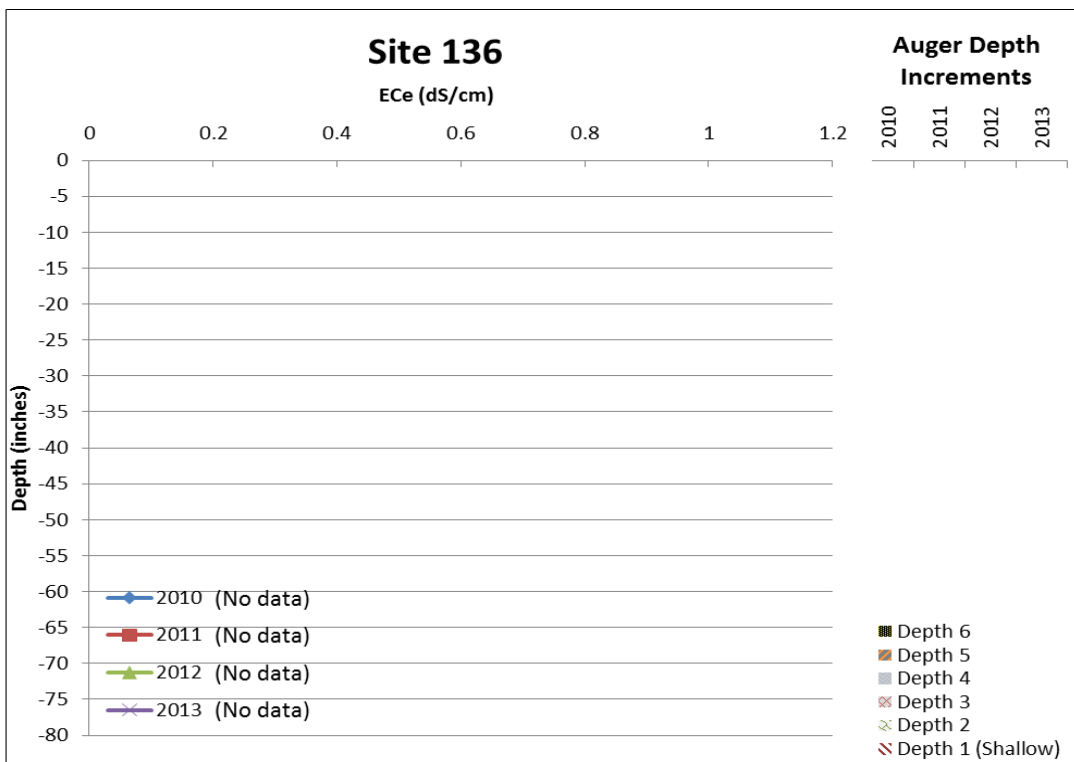 Site 136
ECe (dS/cm)
0 0.2 0.4 0.6 0.8 1 1.2
0
-5
-10
-15
-20
-25
-30
-35
-40
-45
-50
-55
-60
-65
-70
-75
-80
Depth (inches)
2010 (No data)
2011 (No data)
2012 (No data)
2013 (No data)
Auger Depth
Increments
2010
2011
2012
2013
Depth 6
Depth 5
Depth 4
Depth 3
Depth 2
Depth 1 (Shallow)